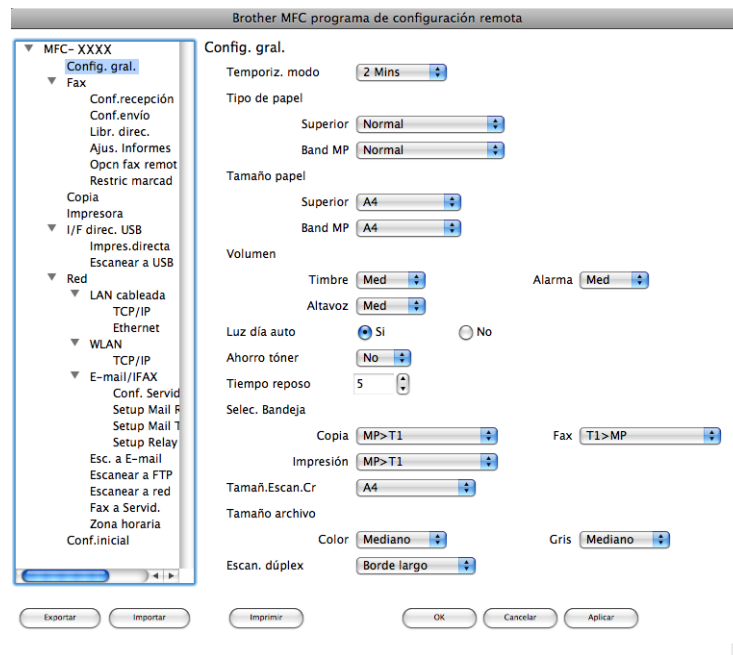 Brother MFC programa de configuración remota
MFC- XXXX
Config. gral.
Fax
Conf.recepción
Conf.envío
Libr. direc.
Ajus. Informes
Opcn fax remot
Restric marcad
Copia
Impresora
I/F direc. USB
Impres.directa
Escanear a USB
Red
LAN cableada
TCP/IP
Ethernet
WLAN
TCP/IP
E-mail/IFAX
Conf. Servid
Setup Mail R
Setup Mail T
Setup Relay
Esc. a E-mail
Escanear a FTP
Escanear a red
Fax a Servid.
Zona horaria
Conf.inicial
Config. gral.
Temporiz. modo 2 Mins
Tipo de papel
Superior Normal
Band MP Normal
Tamaño papel
Superior A4
Band MP A4
Volumen
Timbre Med Alarma Med
Altavoz Med
Luz día auto Si No
Ahorro tóner No
Tiempo reposo 5
Selec. Bandeja
Copia MP>T1 Fax T1>MP
Impresión MP>T1
Tamañ.Escan.Cr A4
Tamaño archivo
Color Mediano Gris Mediano
Escan. dúplex Borde largo
Exportar Importar Imprimir OK Cancelar Aplicar